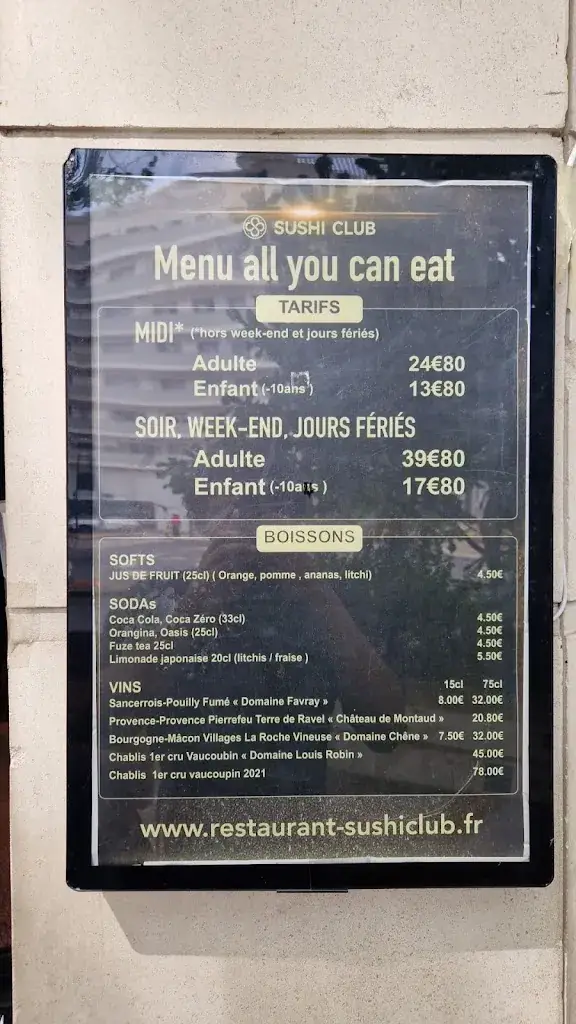 SUSHI CLUB
Menu all you can eat
TARIFS
MIDI* (*hors week-end et jours fériés)
Adulte 24€80
Enfant (-10ans ) 13€80
SOIR, WEEK-END, JOURS FÉRIÉS
Adulte 39€80
Enfant (-10ans ) 17€80
BOISSONS
SOFTS
JUS DE FRUIT (25cl) ( Orange, pomme , ananas, litchi) 4.50€
SODAs
Coca Cola, Coca Zéro (33cl) 4.50€
Orangina, Oasis (25cl) 4.50€
Fuze tea 25cl 4.50€
Limonade japonaise 20cl (litchis / fraise ) 5.50€
VINS 15cl 75cl
Sancerrois-Pouilly Fumé « Domaine Favray » 8.00€ 32.00€
Provence-Provence Pierrefeu Terre de Ravel « Château de Montaud » 20.80€
Bourgogne-Mâcon Villages La Roche Vineuse « Domaine Chêne » 7.50€ 32.00€
Chablis 1er cru Vaucoubin « Domaine Louis Robin » 45.00€
Chablis 1er cru vaucoupin 2021 78.00€
www.restaurant-sushiclub.fr